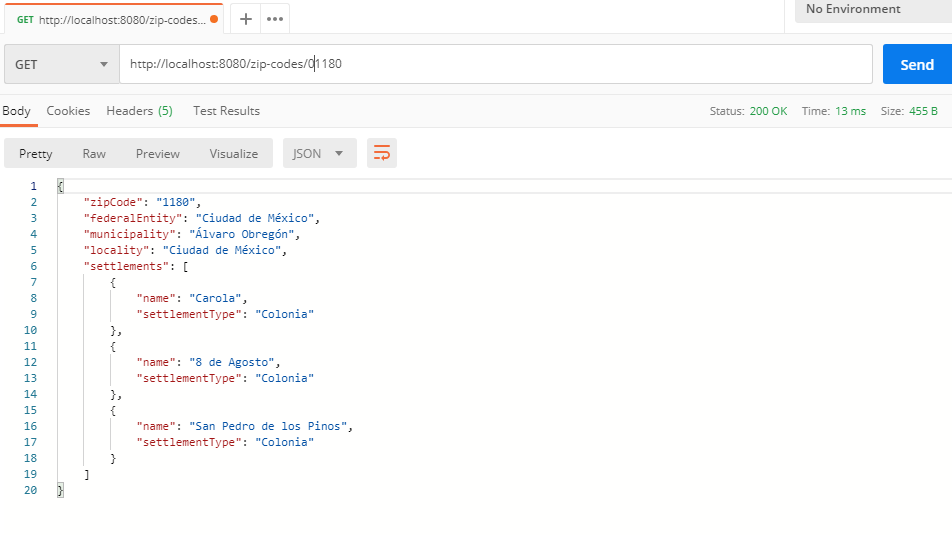 GET http://localhost:8080/zip-codes...
No Environment
GET http://localhost:8080/zip-codes/01180 Send
Body Cookies Headers (5) Test Results Status: 200 OK Time: 13 ms Size: 455 B
Pretty Raw Preview Visualize JSON
1 {
2 "zipCode": "1180",
3 "federalEntity": "Ciudad de México",
4 "municipality": "Álvaro Obregón",
5 "locality": "Ciudad de México",
6 "settlements": [
7 {
8 "name": "Carola",
9 "settlementType": "Colonia"
10 },
11 {
12 "name": "8 de Agosto",
13 "settlementType": "Colonia"
14 },
15 {
16 "name": "San Pedro de los Pinos",
17 "settlementType": "Colonia"
18 }
19 ]
20 }